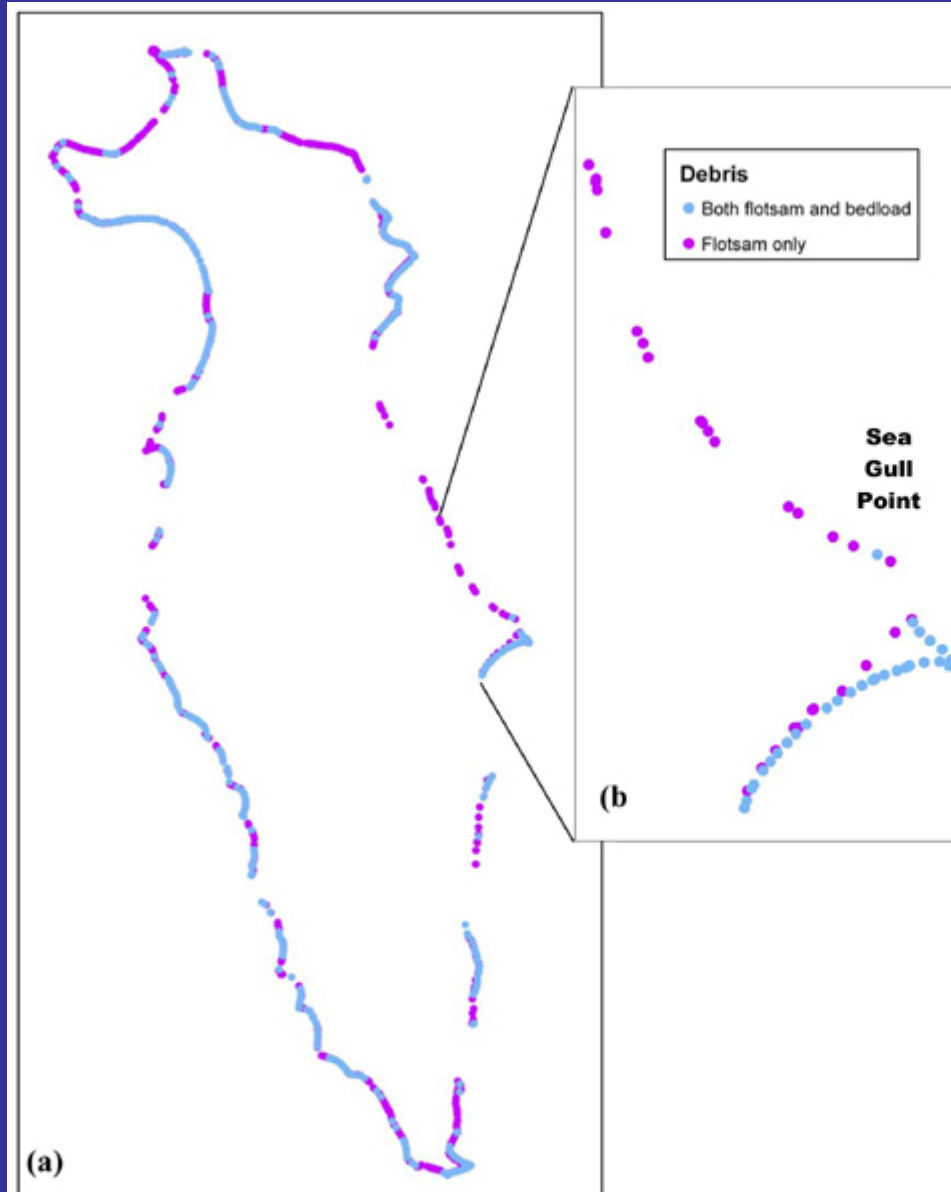 Debris
Both flotsam and bedload
Flotsam only
Sea
Gull
Point
(b
(a)